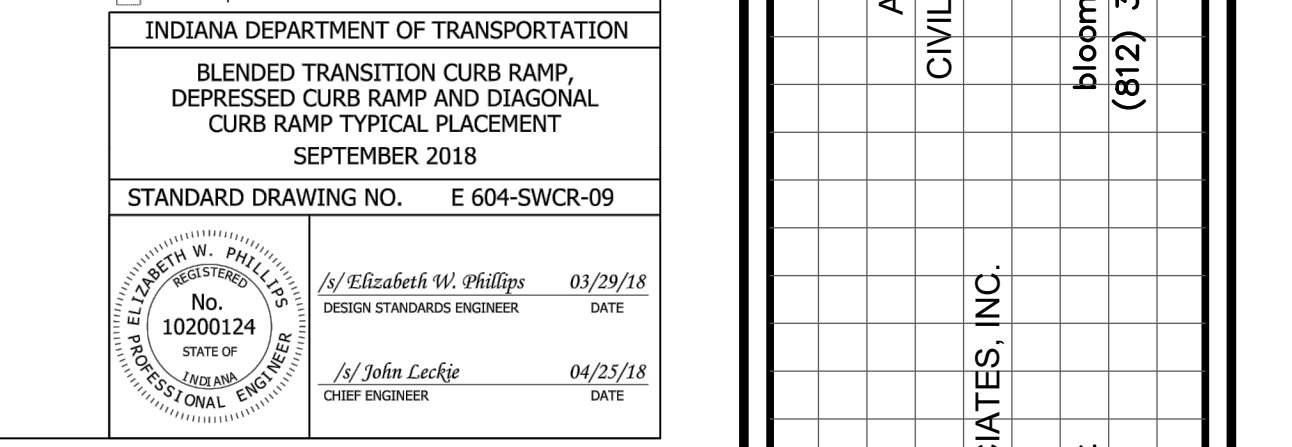 INDIANA DEPARTMENT OF TRANSPORTATION
BLENDED TRANSITION CURB RAMP,
DEPRESSED CURB RAMP AND DIAGONAL
CURB RAMP TYPICAL PLACEMENT
SEPTEMBER 2018
STANDARD DRAWING NO. E 604-SWCR-09
ELIZABETH W. PHILLIPS
REGISTERED
No.
10200124
STATE OF
INDIANA
PROFESSIONAL ENGINEER
/s/ Elizabeth W. Phillips 03/29/18
DESIGN STANDARDS ENGINEER DATE
/s/ John Leckie 04/25/18
CHIEF ENGINEER DATE
CIVIL
IATES, INC.
bloom
(812) 3